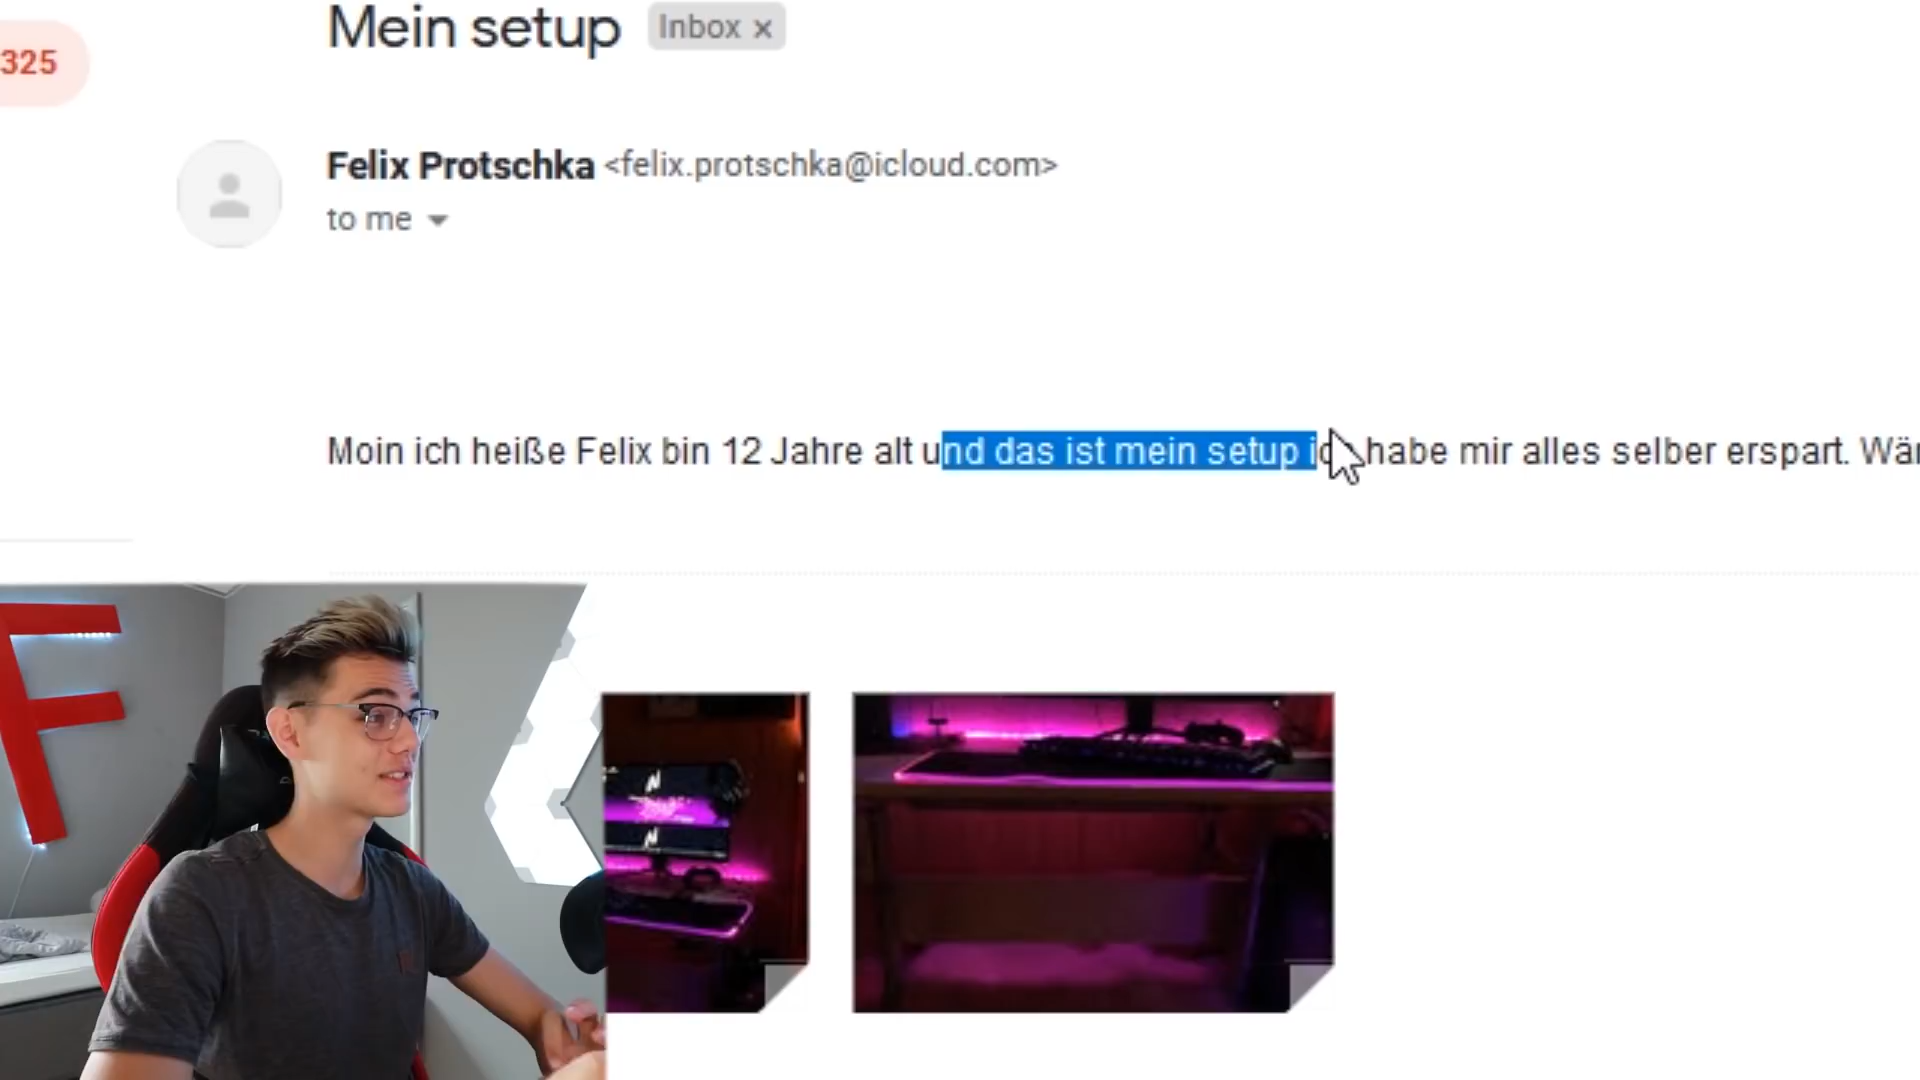 325
Mein setup
Inbox x
Felix Protschka <felix.protschka@icloud.com>
to me
Moin ich heiße Felix bin 12 Jahre alt und das ist mein setup ich habe mir alles selber erspart.
F